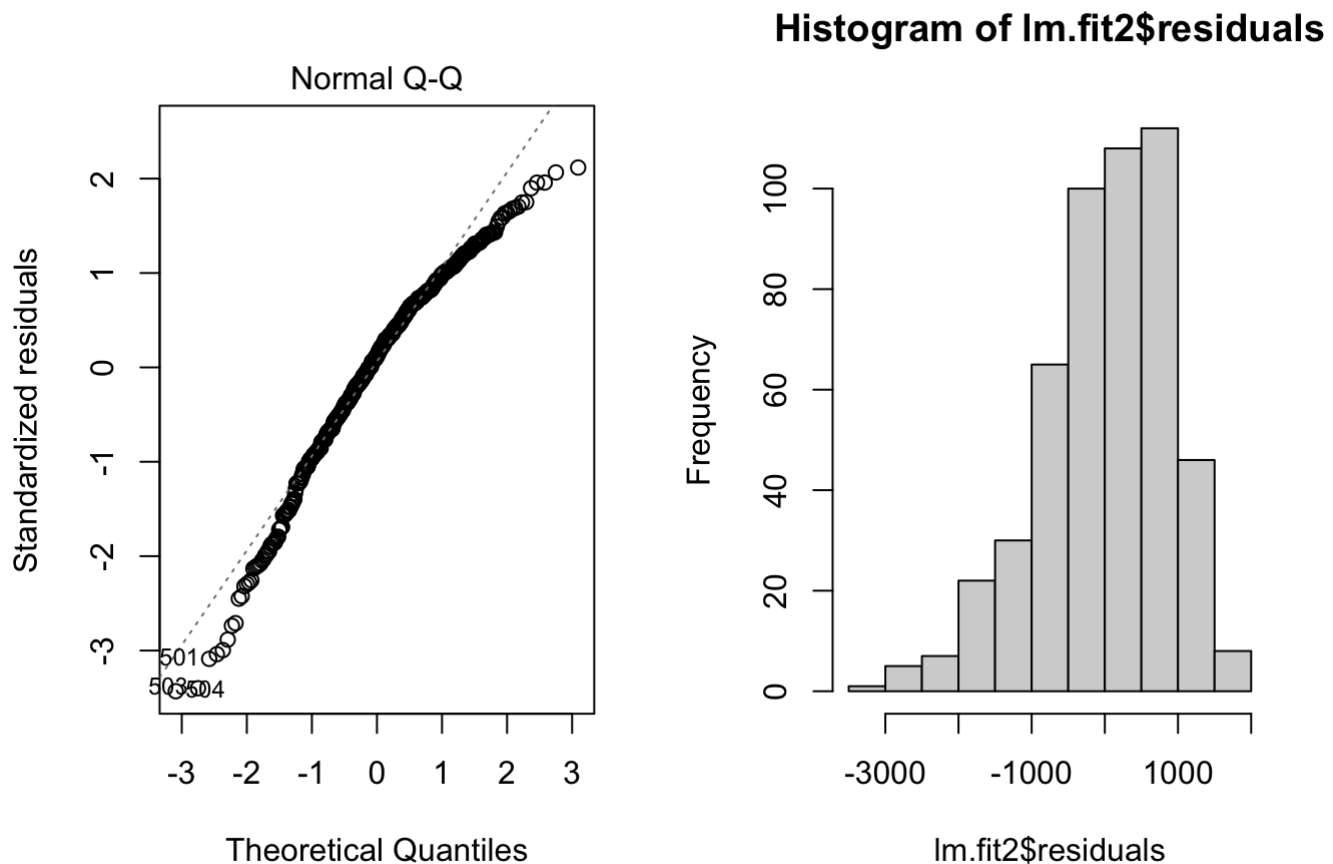 Normal Q-Q
Standardized residuals
2
1
0
-1
-2
-3
501
503
504
-3 -2 -1 0 1 2 3
Theoretical Quantiles
Histogram of lm.fit2$residuals
Frequency
100
80
60
40
20
0
-3000 -1000 1000
lm.fit2$residuals